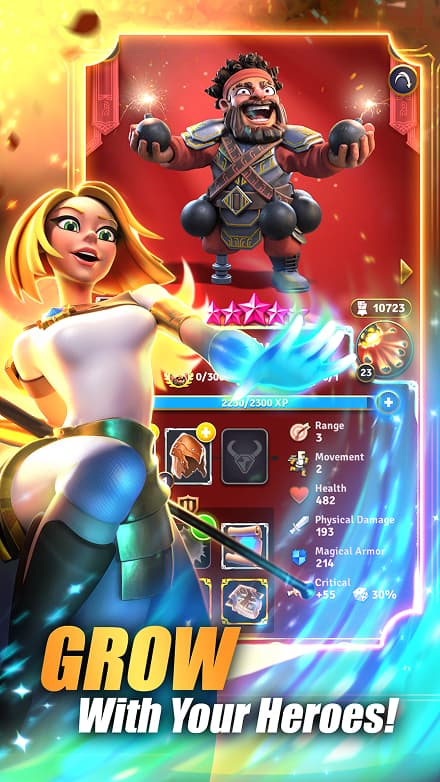 10723
23
2250/2300 XP
Range
3
Movement
2
Health
482
Physical Damage
193
Magical Armor
214
Critical
+55
30%
GROW
With Your Heroes!